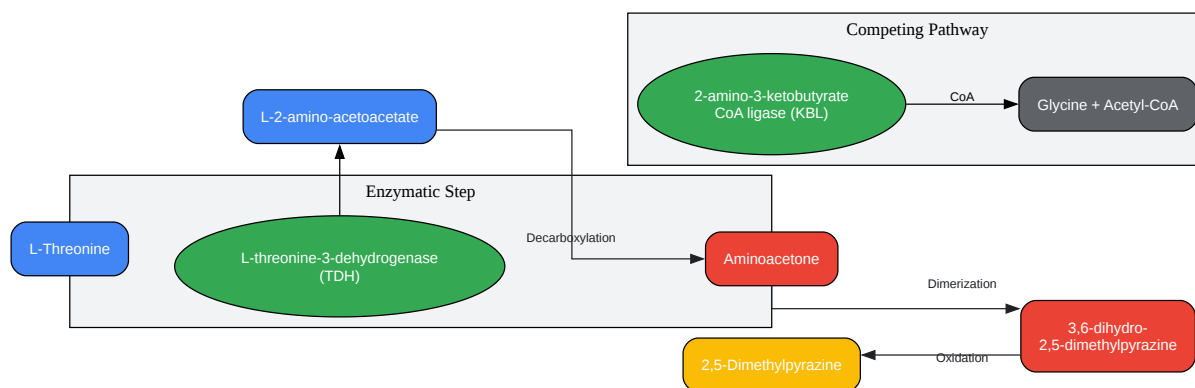 Competing Pathway
2-amino-3-ketobutyrate
CoA ligase (KBL)
CoA
Glycine + Acetyl-CoA
L-2-amino-acetoacetate
Enzymatic Step
L-Threonine
L-threonine-3-dehydrogenase
(TDH)
Decarboxylation
Aminoacetone
Dimerization
3,6-dihydro-
2,5-dimethylpyrazine
Oxidation
2,5-Dimethylpyrazine